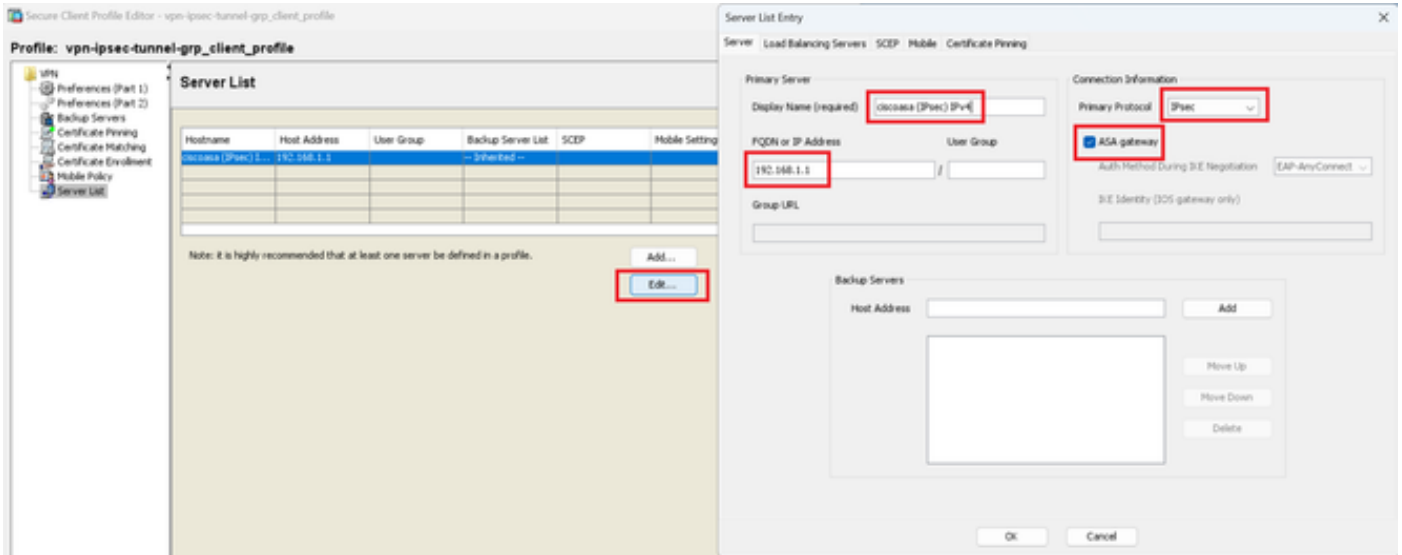 Secure Client Profile Editor - vpn-ipsec-tunnel-grp_client_profile
Profile: vpn-ipsec-tunnel-grp_client_profile
VPN
Preferences (Part 1)
Preferences (Part 2)
Backup Servers
Certificate Pinning
Certificate Matching
Certificate Enrollment
Mobile Policy
Server List
Server List
Hostname Host Address User Group Backup Server List SCEP Mobile Setting
ciscoasa (IPsec) I... 192.168.1.1 -- Inherited --
Note: it is highly recommended that at least one server be defined in a profile.
Add...
Edit...
Server List Entry
Server Load Balancing Servers SCEP Mobile Certificate Pinning
Primary Server
Display Name (required) ciscoasa (IPsec) IPv4
FQDN or IP Address User Group
192.168.1.1 /
Group URL
Connection Information
Primary Protocol IPsec
ASA gateway
Auth Method During IKE Negotiation EAP-AnyConnect
IKE Identity (IOS gateway only)
Backup Servers
Host Address Add
Move Up
Move Down
Delete
OK Cancel